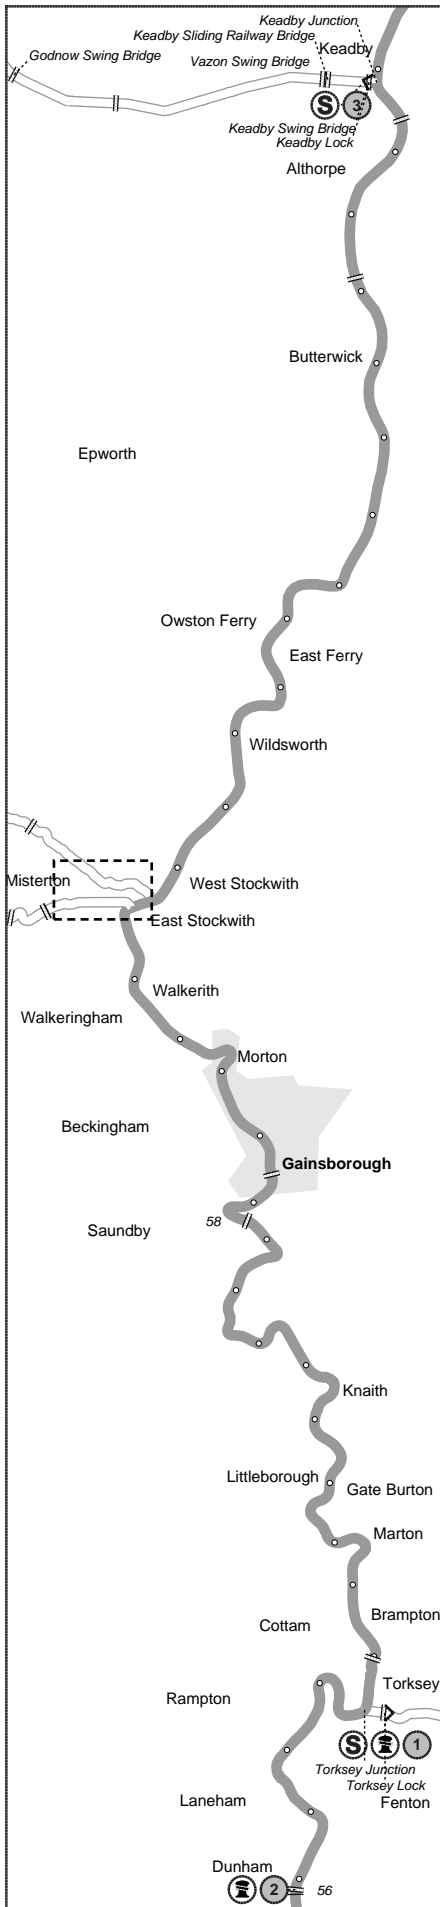 Keadby Junction
Keadby Sliding Railway Bridge
Keadby
Godnow Swing Bridge
Vazon Swing Bridge
S 3
Keadby Swing Bridge
Keadby Lock
Althorpe
Butterwick
Epworth
Owston Ferry
East Ferry
Wildsworth
Misterton
West Stockwith
East Stockwith
Walkerith
Walkeringham
Morton
Beckingham
Gainsborough
58
Saundby
Knaith
Littleborough
Gate Burton
Marton
Brampton
Cottam
Torksey
Rampton
S 1
Torksey Junction
Torksey Lock
Laneham
Fenton
Dunham
2 56